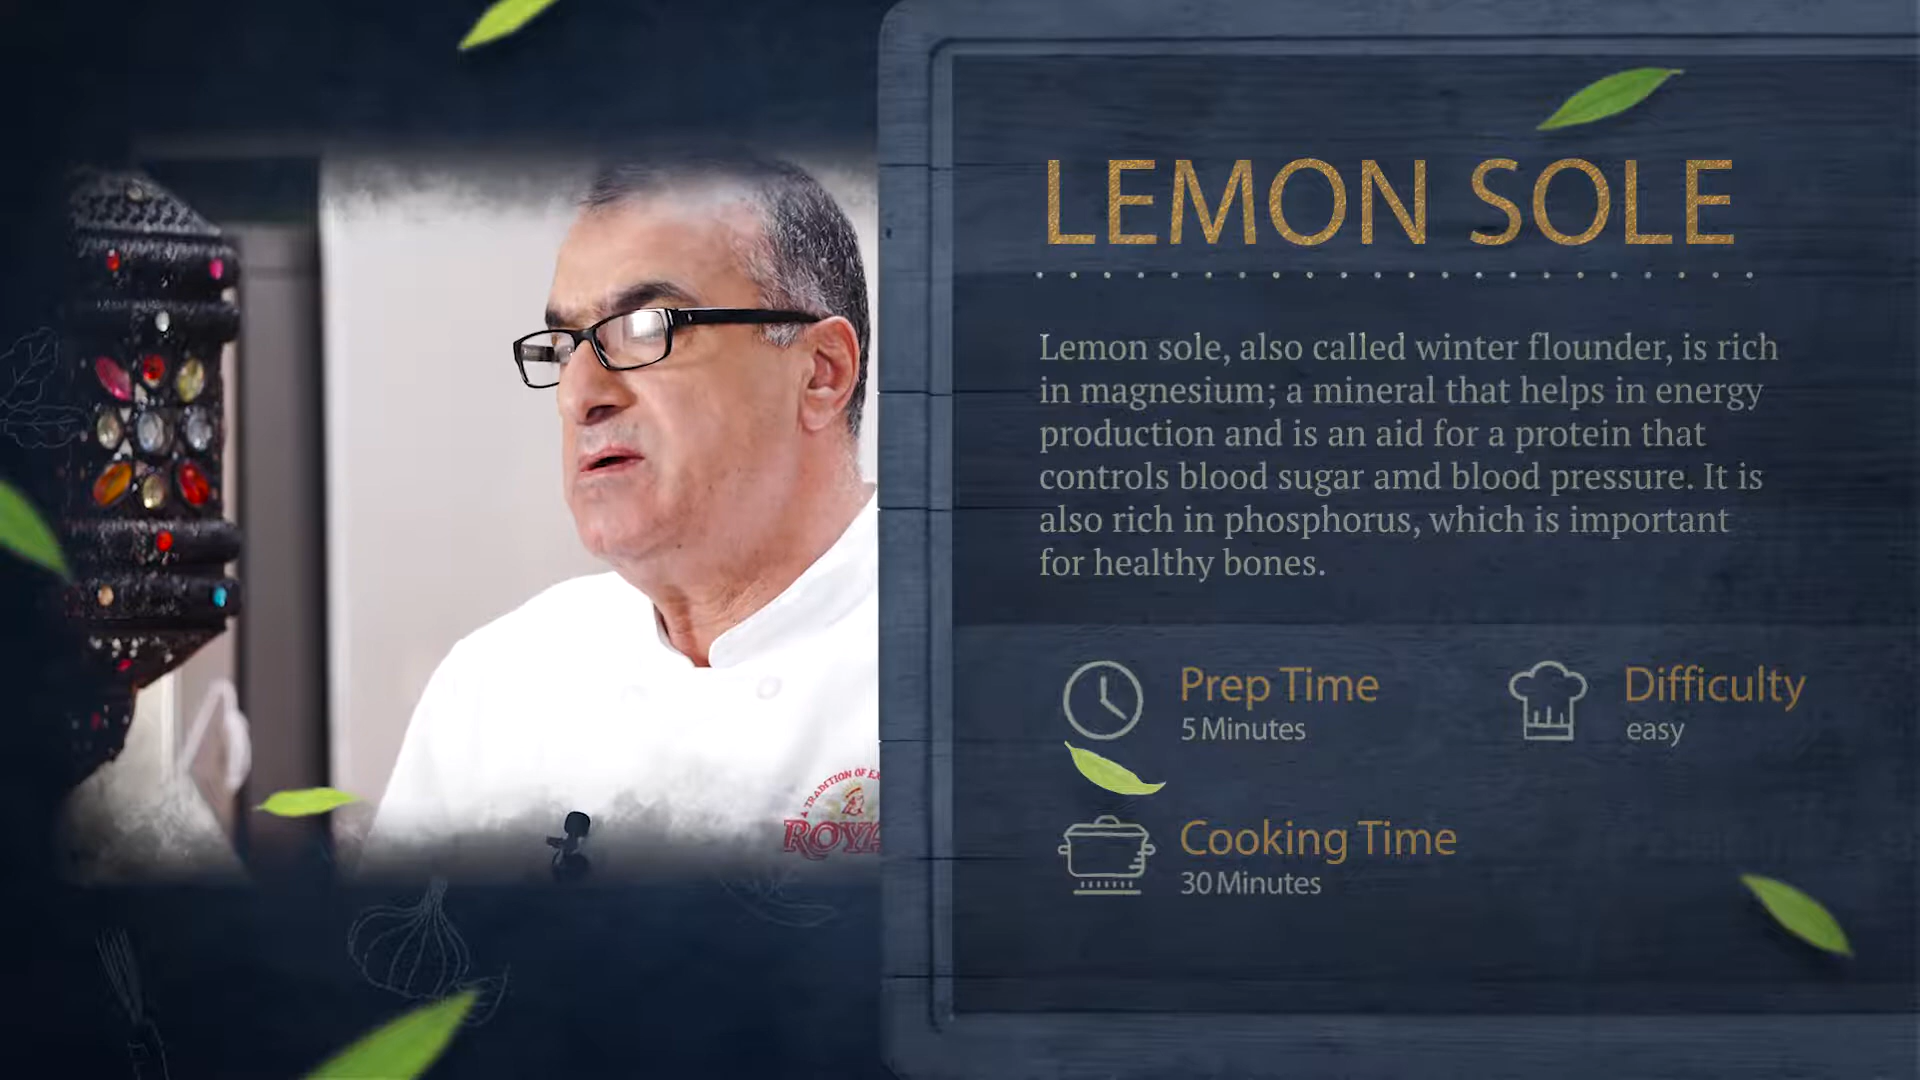 LEMON SOLE
Lemon sole, also called winter flounder, is rich
in magnesium; a mineral that helps in energy
production and is an aid for a protein that
controls blood sugar amd blood pressure. It is
also rich in phosphorus, which is important
for healthy bones.
Prep Time
5 Minutes
Difficulty
easy
Cooking Time
30 Minutes
A TRADITION OF